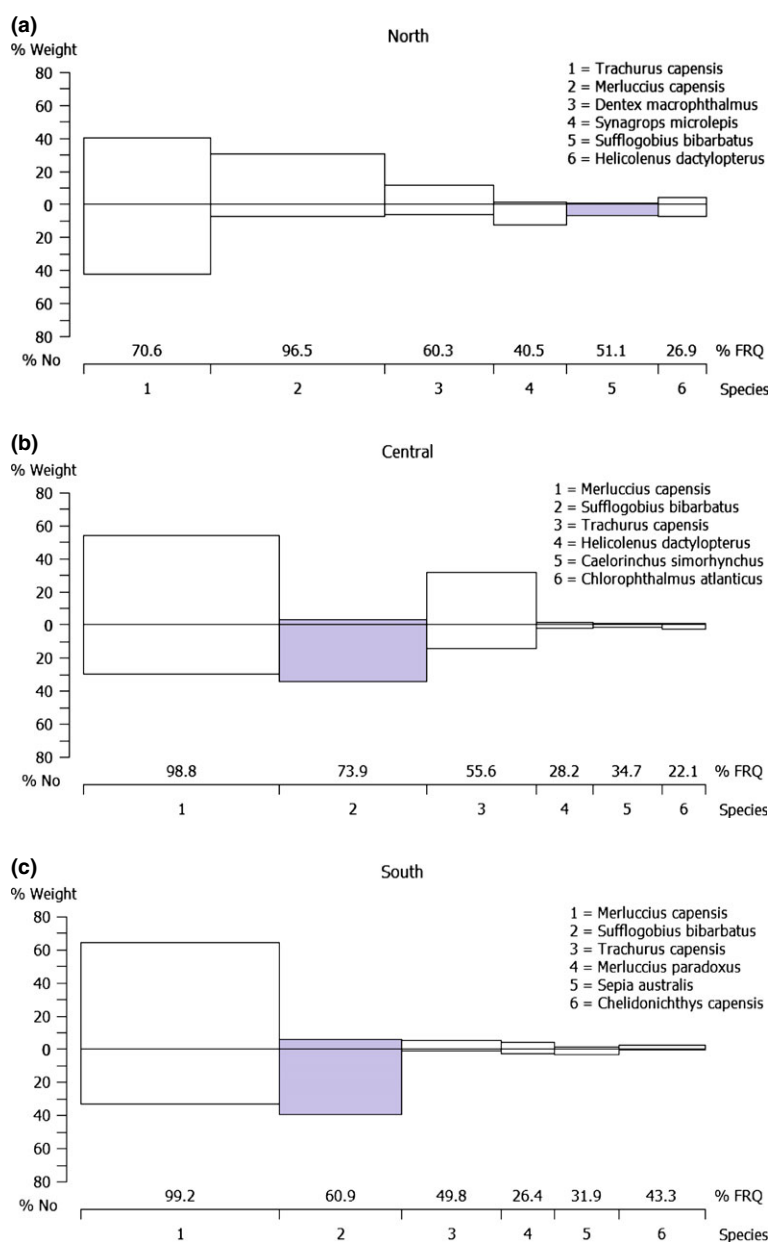 (a)
North
% Weight
1 = Trachurus capensis
2 = Merluccius capensis
3 = Dentex macrophthalmus
4 = Synagrops microlepis
5 = Sufflogobius bibarbatus
6 = Helicolenus dactylopterus
80
60
40
20
0
20
40
60
80
% No
70.6 96.5 60.3 40.5 51.1 26.9 % FRQ
1 2 3 4 5 6 Species
(b)
Central
% Weight
1 = Merluccius capensis
2 = Sufflogobius bibarbatus
3 = Trachurus capensis
4 = Helicolenus dactylopterus
5 = Caelorinchus simorhynchus
6 = Chlorophthalmus atlanticus
80
60
40
20
0
20
40
60
80
% No
98.8 73.9 55.6 28.2 34.7 22.1 % FRQ
1 2 3 4 5 6 Species
(c)
South
% Weight
1 = Merluccius capensis
2 = Sufflogobius bibarbatus
3 = Trachurus capensis
4 = Merluccius paradoxus
5 = Sepia australis
6 = Chelidonichthys capensis
80
60
40
20
0
20
40
60
80
% No
99.2 60.9 49.8 26.4 31.9 43.3 % FRQ
1 2 3 4 5 6 Species